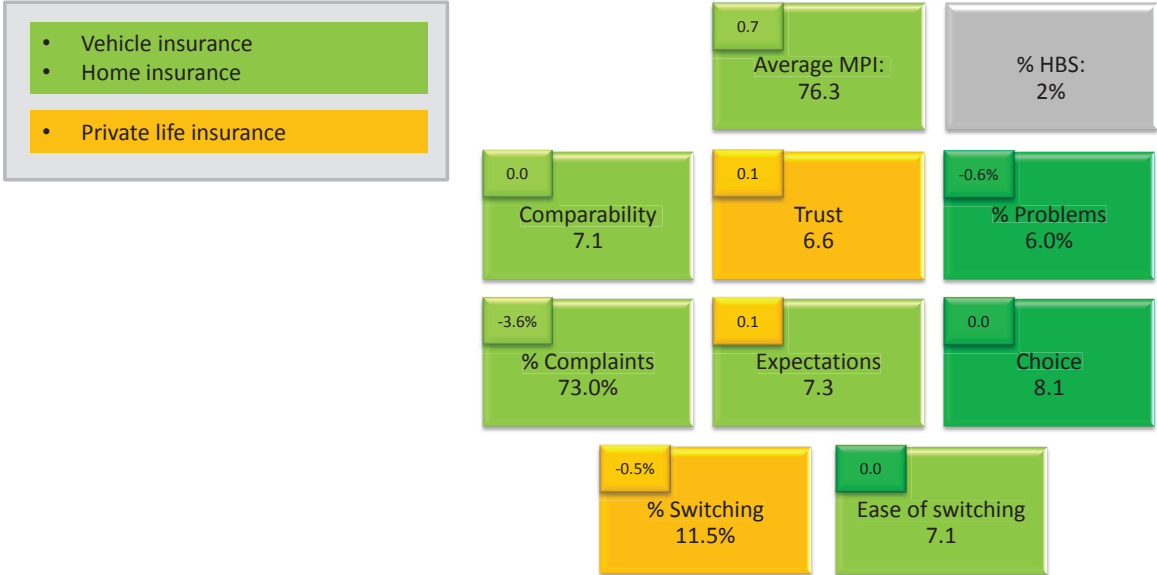 • Vehicle insurance
• Home insurance
• Private life insurance
0.7
Average MPI:
76.3
% HBS:
2%
0.0
Comparability
7.1
0.1
Trust
6.6
-0.6%
% Problems
6.0%
-3.6%
% Complaints
73.0%
0.1
Expectations
7.3
0.0
Choice
8.1
-0.5%
% Switching
11.5%
0.0
Ease of switching
7.1